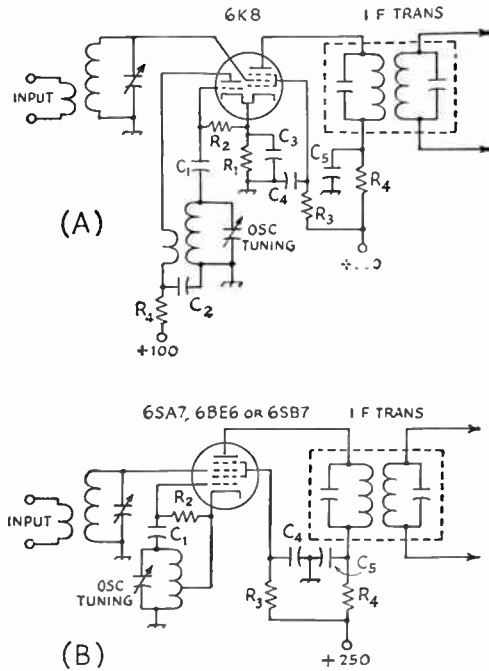 6K8
I F TRANS
INPUT
R2
C3
C1
R1
C4
C5
R4
R3
(A)
OSC
TUNING
R4
C2
+100
6SA7, 6BE6 OR 6SB7
I F TRANS
INPUT
R2
C1
C4
C5
OSC
TUNING
R3
R4
(B)
+250